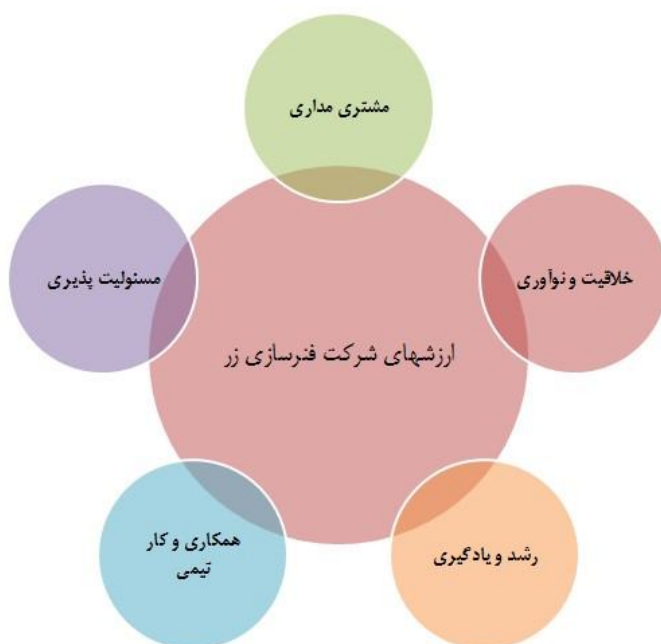 مشتری مداری
خلاقیت و نوآوری
مسئولیت پذیری
ارزشهای شرکت فنرسازی زر
رشد و یادگیری
همکاری و کار
تیمی